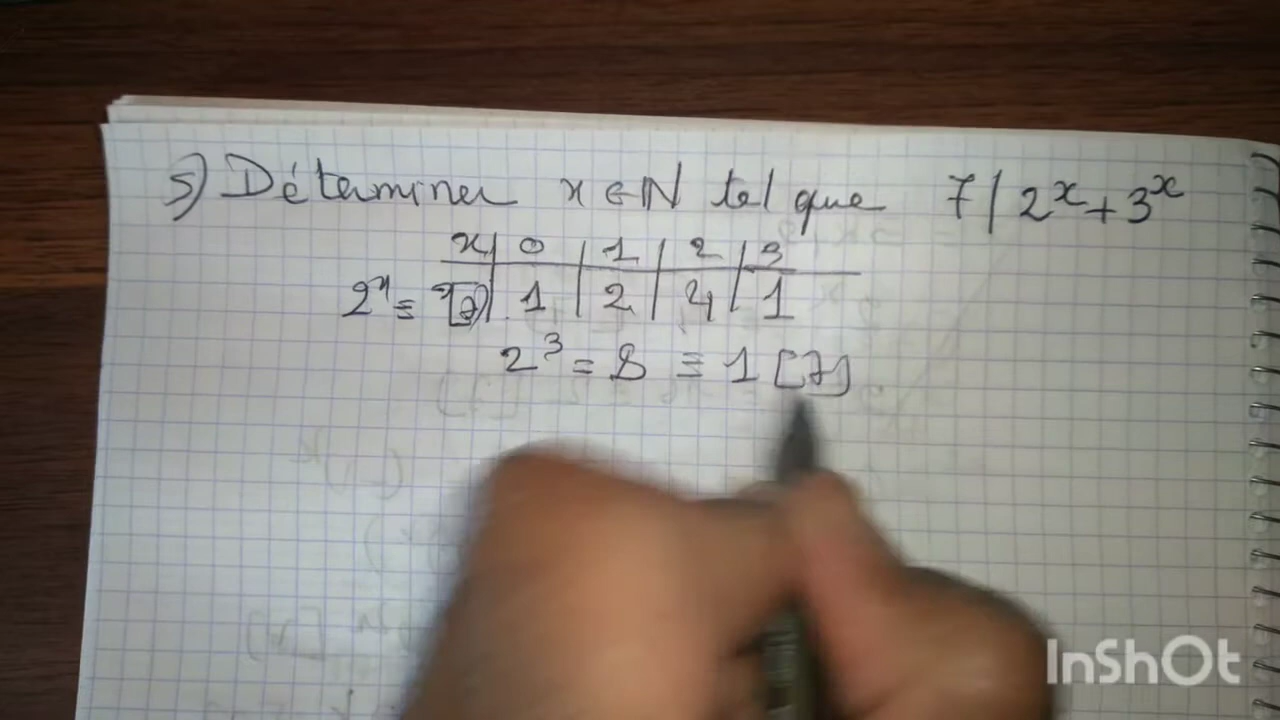 5) Déterminer x ∈ ℕ tel que 7 | 2^x + 3^x
x | 0 | 1 | 2 | 3
2^x ≡ [7] | 1 | 2 | 4 | 1
2^3 = 8 ≡ 1 [7]
InShOt